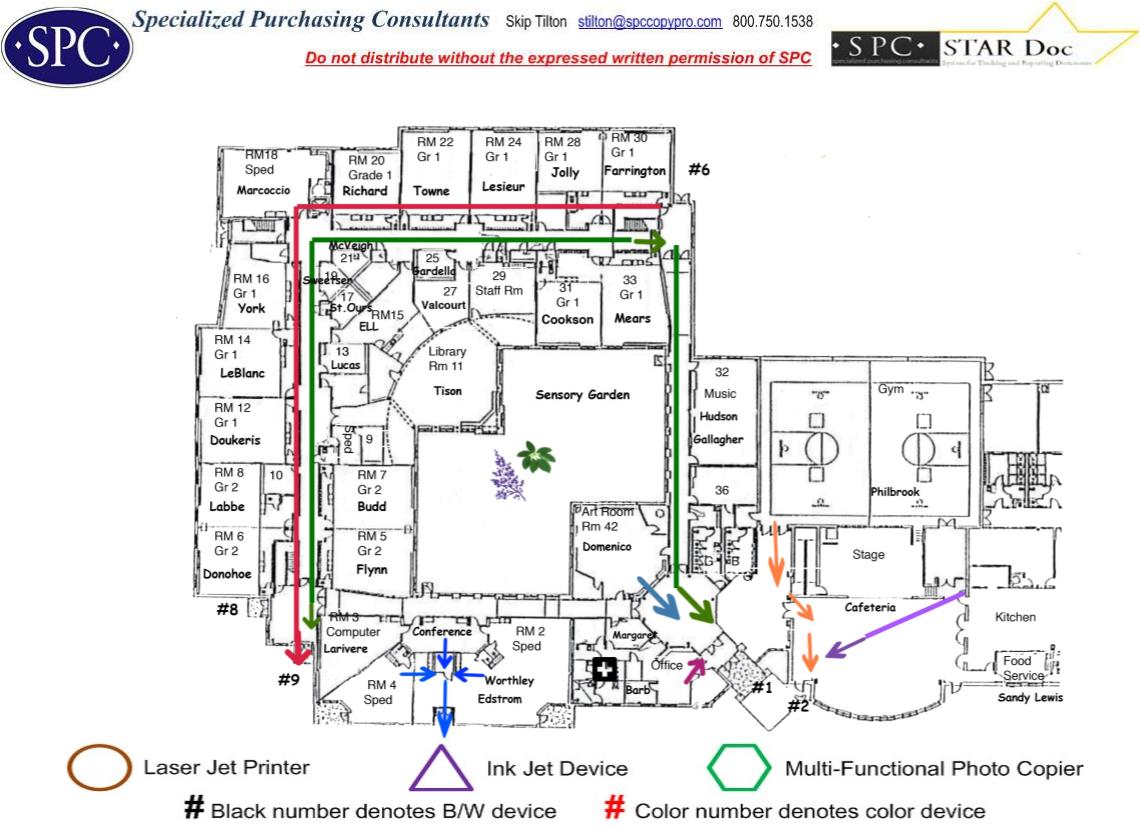 SPC
Specialized Purchasing Consultants Skip Tilton stilton@spccopypro.com 800.750.1538
Do not distribute without the expressed written permission of SPC
• S P C • STAR Doc
specialized purchasing consultants System for Tracking and Reporting Documents
RM18
Sped
Marcoccio
RM 20
Grade 1
Richard
RM 22
Gr 1
Towne
RM 24
Gr 1
Lesieur
RM 28
Gr 1
Jolly
RM 30
Gr 1
Farrington
#6
McVeigh
21
19
Sweetser
17
St.Ours
RM15
ELL
25
Gardella
27
Valcourt
29
Staff Rm
31
Gr 1
Cookson
33
Gr 1
Mears
RM 16
Gr 1
York
RM 14
Gr 1
LeBlanc
13
Lucas
Library
Rm 11
Tison
Sensory Garden
32
Music
Hudson
Gallagher
Gym
Philbrook
RM 12
Gr 1
Doukeris
Sped
9
RM 8
Gr 2
Labbe
10
RM 7
Gr 2
Budd
36
RM 6
Gr 2
Donohoe
RM 5
Gr 2
Flynn
Art Room
Rm 42
Domenico
G
B
Stage
Cafeteria
Kitchen
#8
RM 3
Computer
Larivere
Conference
RM 2
Sped
Margaret
Office
Barb
#9
RM 4
Sped
Worthley
Edstrom
#1
#2
Food
Service
Sandy Lewis
Laser Jet Printer Ink Jet Device Multi-Functional Photo Copier
# Black number denotes B/W device # Color number denotes color device